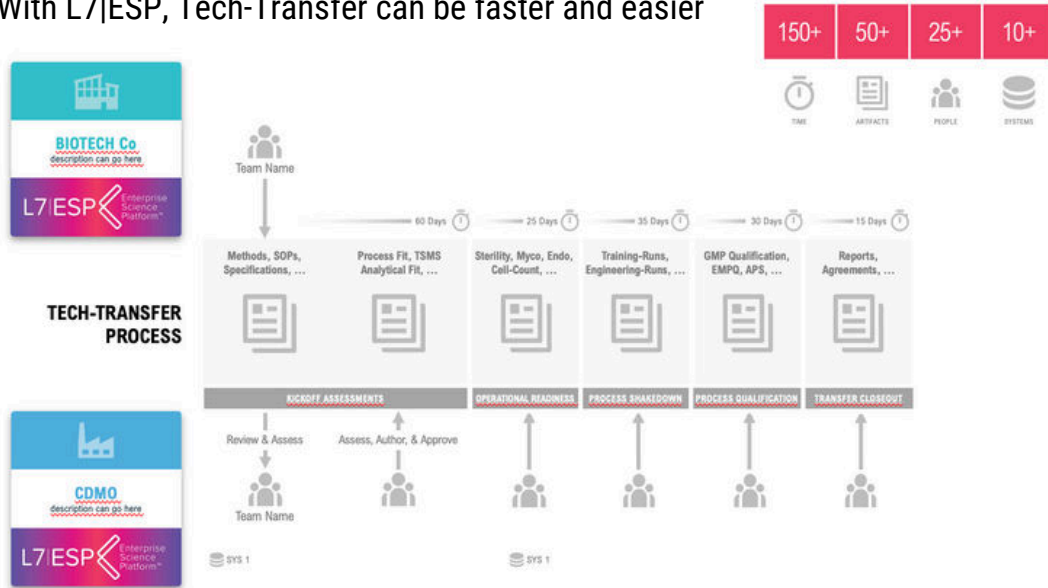 With L7|ESP, Tech-Transfer can be faster and easier
150+
50+
25+
10+
TIME
ARTIFACTS
PEOPLE
SYSTEMS
BIOTECH Co
description can go here
L7|ESP
Enterprise
Science
Platform™
Team Name
60 Days
25 Days
35 Days
30 Days
15 Days
Methods, SOPs,
Specifications, ...
Process Fit, TSMS
Analytical Fit, ...
Sterility, Myco, Endo,
Cell-Count, ...
Training-Runs,
Engineering-Runs, ...
GMP Qualification,
EMPQ, APS, ...
Reports,
Agreements, ...
TECH-TRANSFER
PROCESS
KICKOFF ASSESSMENTS
OPERATIONAL READINESS
PROCESS SHAKEDOWN
PROCESS QUALIFICATION
TRANSFER CLOSEOUT
Review & Assess
Assess, Author, & Approve
Team Name
CDMO
description can go here
L7|ESP
Enterprise
Science
Platform™
SYS 1
SYS 1